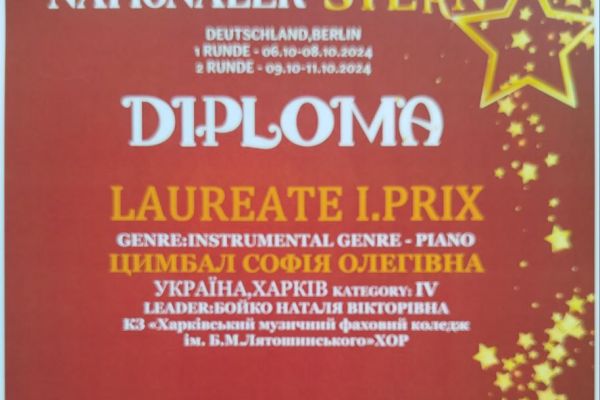 NATIONALER STERN
DEUTSCHLAND,BERLIN
1 RUNDE - 06.10-08.10.2024
2 RUNDE - 09.10-11.10.2024
DIPLOMA
LAUREATE I.PRIX
GENRE:INSTRUMENTAL GENRE - PIANO
ЦИМБАЛ СОФІЯ ОЛЕГІВНА
УКРАЇНА,ХАРКІВ KATEGORY: IV
LEADER:БОЙКО НАТАЛЯ ВІКТОРІВНА
КЗ «Харківський музичний фаховий коледж
ім. Б.М.Лятошинського»ХОР